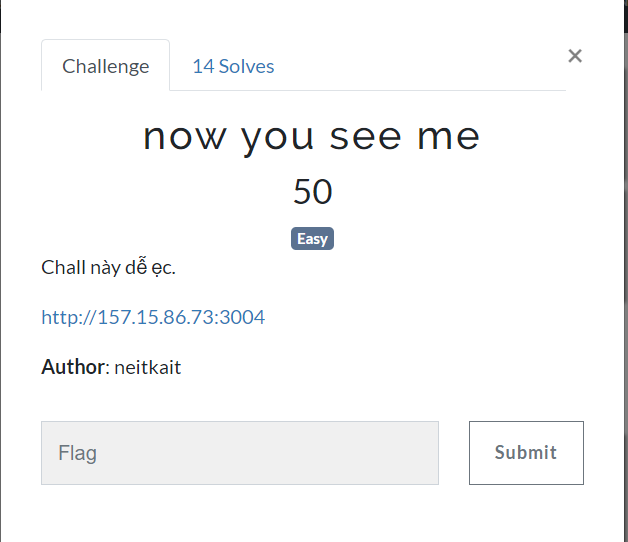 Challenge 14 Solves ×
now you see me
50
Easy
Chall này dễ ẹc.
http://157.15.86.73:3004
Author: neitkait
Flag Submit